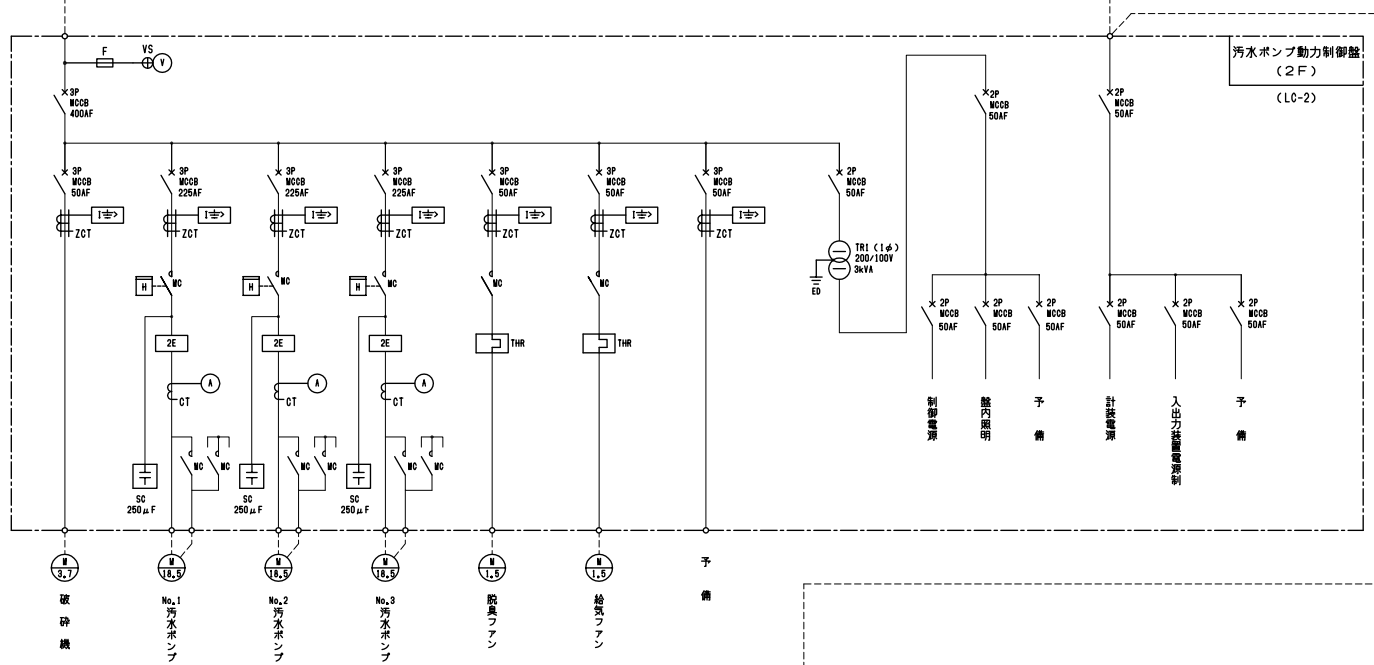 F
VS
V
汚水ポンプ動力制御盤
(2F)
(LC-2)
3P
MCCB
400AF
2P
MCCB
50AF
2P
MCCB
50AF
3P
MCCB
50AF
3P
MCCB
225AF
3P
MCCB
225AF
3P
MCCB
225AF
3P
MCCB
50AF
3P
MCCB
50AF
3P
MCCB
50AF
2P
MCCB
50AF
I>
ZCT
I>
ZCT
I>
ZCT
I>
ZCT
I>
ZCT
I>
ZCT
I>
ZCT
TR1 (1φ)
200/100V
3kVA
ED
H
MC
H
MC
H
MC
MC
MC
2P
MCCB
50AF
2P
MCCB
50AF
2P
MCCB
50AF
2P
MCCB
50AF
2P
MCCB
50AF
2P
MCCB
50AF
2E
2E
2E
THR
THR
A
CT
A
CT
A
CT
制御電源
盤内照明
予備
計装電源
入出力装置電源制
予備
MC
MC
MC
MC
MC
MC
SC
250μF
SC
250μF
SC
250μF
M
3.7
M
18.5
M
18.5
M
18.5
M
1.5
M
1.5
破砕機
No.1
汚水ポンプ
No.2
汚水ポンプ
No.3
汚水ポンプ
脱臭ファン
給気ファン
予備